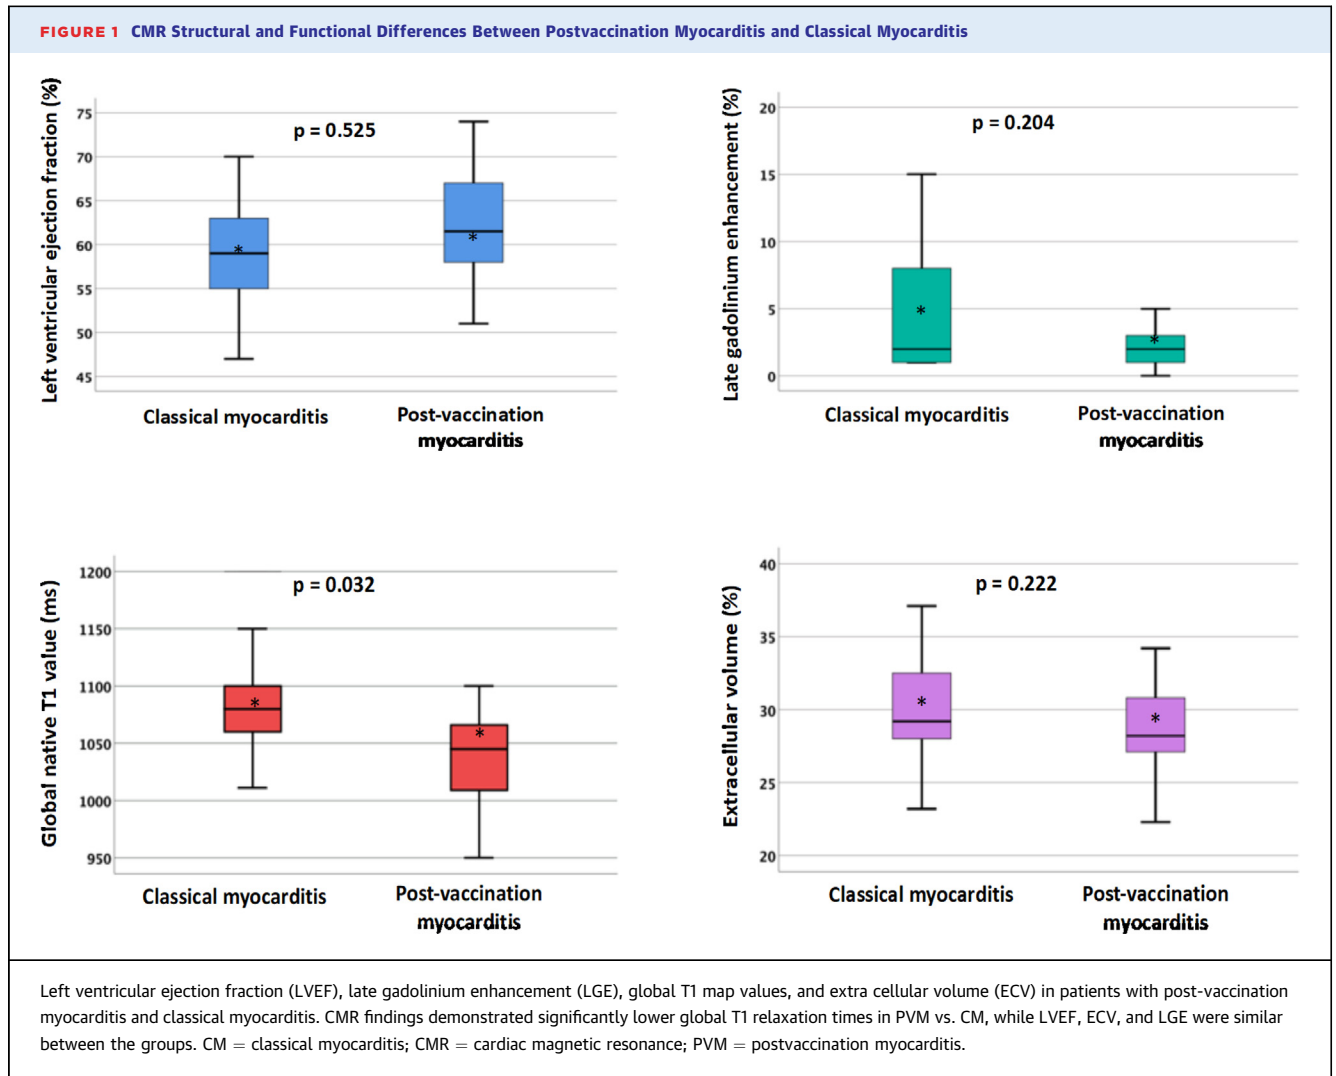 FIGURE 1 CMR Structural and Functional Differences Between Postvaccination Myocarditis and Classical Myocarditis
Left ventricular ejection fraction (%)
75
70
65
60
55
50
45
p = 0.525
*
*
Classical myocarditis
Post-vaccination
myocarditis
Late gadolinium enhancement (%)
20
15
10
5
0
p = 0.204
*
*
Classical myocarditis
Post-vaccination
myocarditis
Global native T1 value (ms)
1200
1150
1100
1050
1000
950
p = 0.032
*
*
Classical myocarditis
Post-vaccination
myocarditis
Extracellular volume (%)
40
35
30
25
20
p = 0.222
*
*
Classical myocarditis
Post-vaccination
myocarditis
Left ventricular ejection fraction (LVEF), late gadolinium enhancement (LGE), global T1 map values, and extra cellular volume (ECV) in patients with post-vaccination
myocarditis and classical myocarditis. CMR findings demonstrated significantly lower global T1 relaxation times in PVM vs. CM, while LVEF, ECV, and LGE were similar
between the groups. CM = classical myocarditis; CMR = cardiac magnetic resonance; PVM = postvaccination myocarditis.